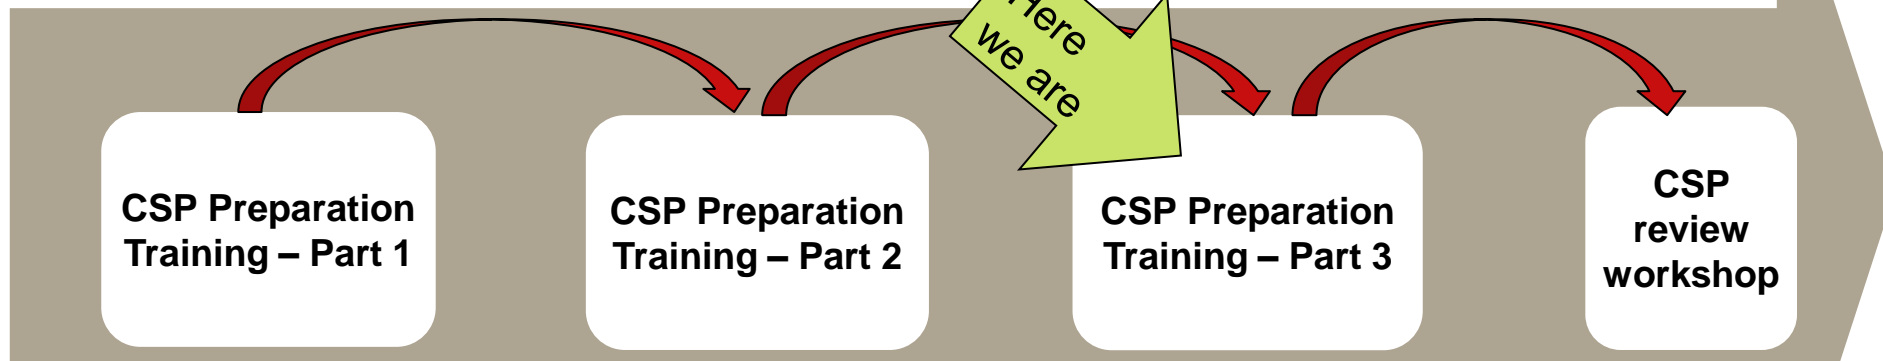 Here
we are
CSP Preparation
Training – Part 1
CSP Preparation
Training – Part 2
CSP Preparation
Training – Part 3
CSP
review
workshop